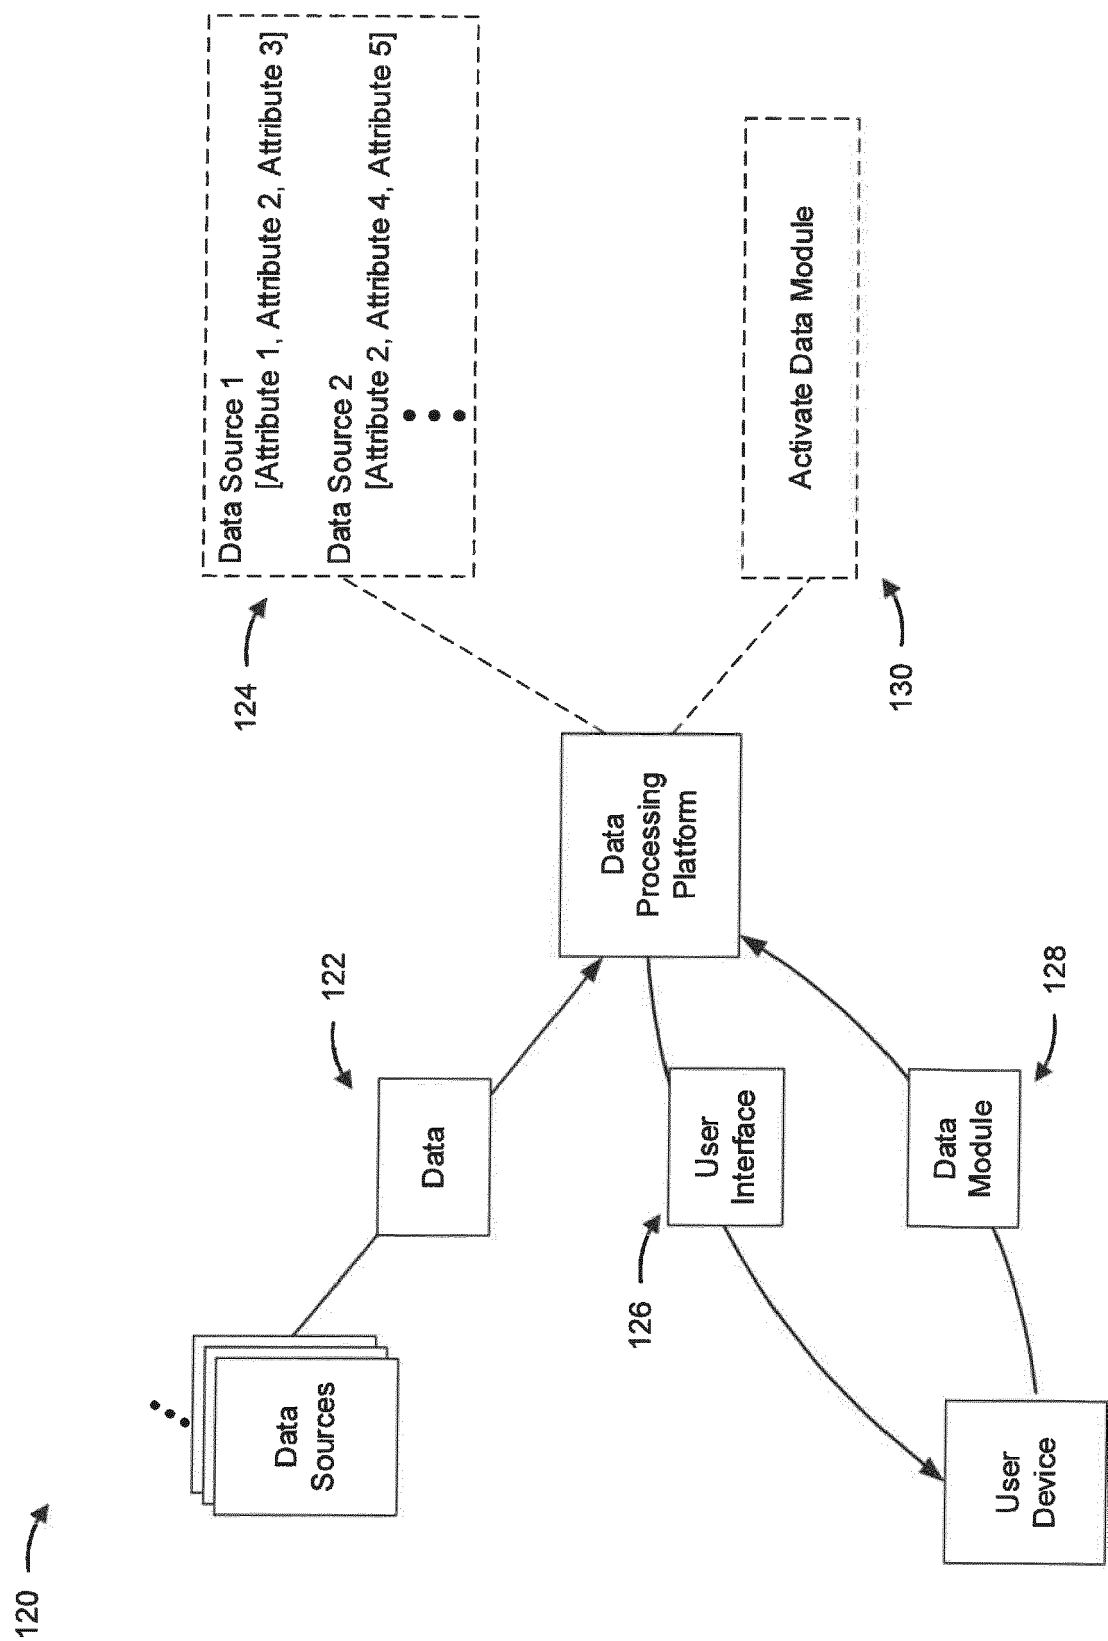 120
Data
Sources
122
Data
124
Data Source 1
[Attribute 1, Attribute 2, Attribute 3]
Data Source 2
[Attribute 2, Attribute 4, Attribute 5]
Data
Processing
Platform
126
User
Interface
User
Device
Data
Module
128
130
Activate Data Module